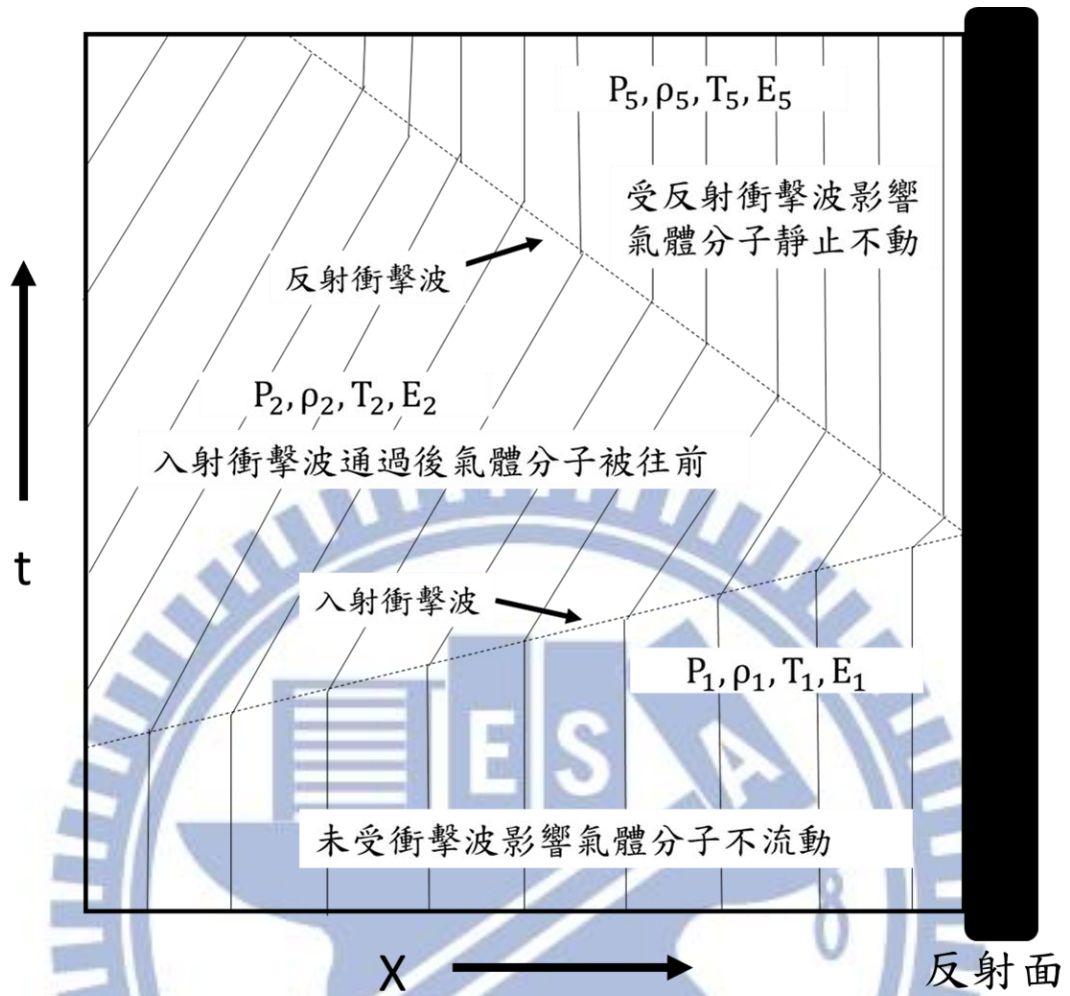 P₅, ρ₅, T₅, E₅
受反射衝擊波影響
氣體分子靜止不動
反射衝擊波
P₂, ρ₂, T₂, E₂
入射衝擊波通過後氣體分子被往前
t
入射衝擊波
P₁, ρ₁, T₁, E₁
ESA
未受衝擊波影響氣體分子不流動
X
反射面